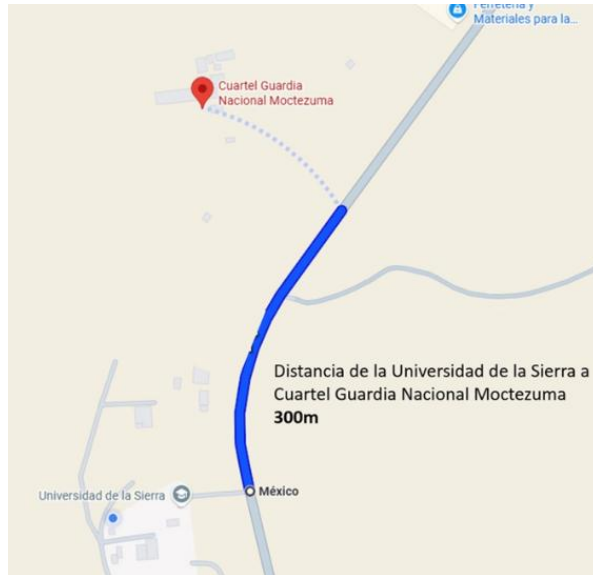 Ferretería y
Materiales para la...
Cuartel Guardia
Nacional Moctezuma
Distancia de la Universidad de la Sierra a
Cuartel Guardia Nacional Moctezuma
300m
Universidad de la Sierra
México